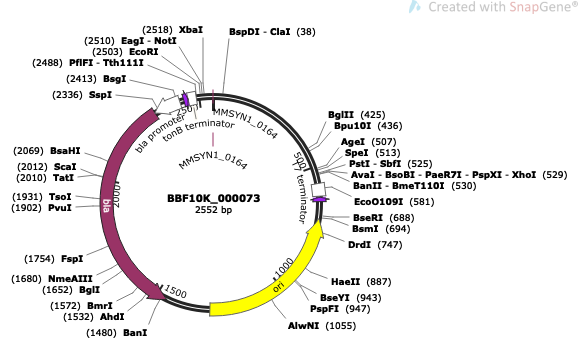 Created with SnapGene®
(2518) XbaI
BspDI - ClaI (38)
(2510) EagI - NotI
(2503) EcoRI
(2488) PflFI - Tth111I
(2413) BsgI
(2336) SspI
BglII (425)
Bpu10I (436)
AgeI (507)
SpeI (513)
PstI - SbfI (525)
AvaI - BsoBI - PaeR7I - PspXI - XhoI (529)
BanII - BmeT110I (530)
EcoO109I (581)
BseRI (688)
BsmI (694)
DrdI (747)
HaeII (887)
BseYI (943)
PspFI (947)
AlwNI (1055)
(2069) BsaHI
(2012) ScaI
(2010) TatI
(1931) TsoI
(1902) PvuI
(1754) FspI
(1680) NmeAIII
(1652) BglI
(1572) BmrI
(1532) AhdI
(1480) BanI
bla promoter
tonB terminator
MMSYN1_0164
MMSYN1_0164
T7 terminator
bla
ori
500
1000
1500
2000
2500
BBF10K_000073
2552 bp